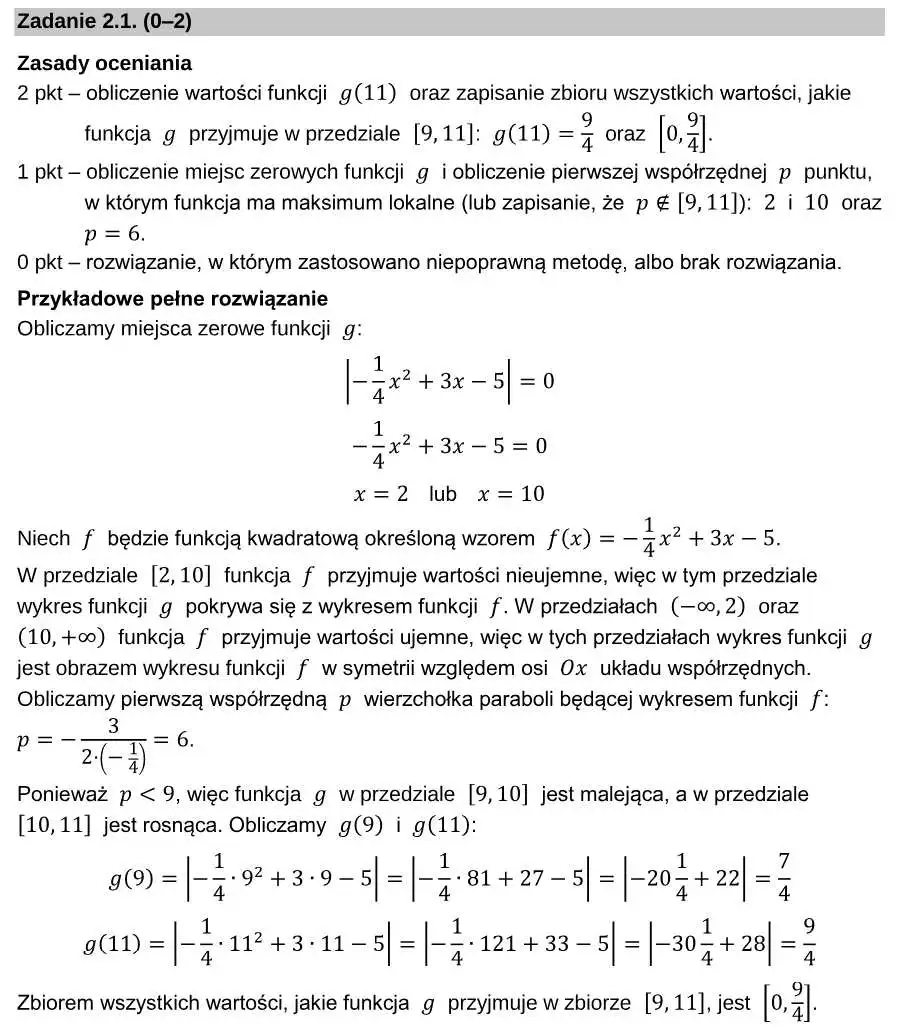 Zadanie 2.1. (0–2)
Zasady oceniania
2 pkt – obliczenie wartości funkcji g(11) oraz zapisanie zbioru wszystkich wartości, jakie
funkcja g przyjmuje w przedziale [9, 11]: g(11) = 9/4 oraz [0, 9/4].
1 pkt – obliczenie miejsc zerowych funkcji g i obliczenie pierwszej współrzędnej p punktu,
w którym funkcja ma maksimum lokalne (lub zapisanie, że p ∉ [9, 11]): 2 i 10 oraz
p = 6.
0 pkt – rozwiązanie, w którym zastosowano niepoprawną metodę, albo brak rozwiązania.
Przykładowe pełne rozwiązanie
Obliczamy miejsca zerowe funkcji g:
|−1/4 x² + 3x − 5| = 0
−1/4 x² + 3x − 5 = 0
x = 2 lub x = 10
Niech f będzie funkcją kwadratową określoną wzorem f(x) = −1/4 x² + 3x − 5.
W przedziale [2, 10] funkcja f przyjmuje wartości nieujemne, więc w tym przedziale
wykres funkcji g pokrywa się z wykresem funkcji f. W przedziałach (−∞, 2) oraz
(10, +∞) funkcja f przyjmuje wartości ujemne, więc w tych przedziałach wykres funkcji g
jest obrazem wykresu funkcji f w symetrii względem osi Ox układu współrzędnych.
Obliczamy pierwszą współrzędną p wierzchołka paraboli będącej wykresem funkcji f:
p = − 3/(2·(−1/4)) = 6.
Ponieważ p < 9, więc funkcja g w przedziale [9, 10] jest malejąca, a w przedziale
[10, 11] jest rosnąca. Obliczamy g(9) i g(11):
g(9) = |−1/4 · 9² + 3 · 9 − 5| = |−1/4 · 81 + 27 − 5| = |−20 1/4 + 22| = 7/4
g(11) = |−1/4 · 11² + 3 · 11 − 5| = |−1/4 · 121 + 33 − 5| = |−30 1/4 + 28| = 9/4
Zbiorem wszystkich wartości, jakie funkcja g przyjmuje w zbiorze [9, 11], jest [0, 9/4].